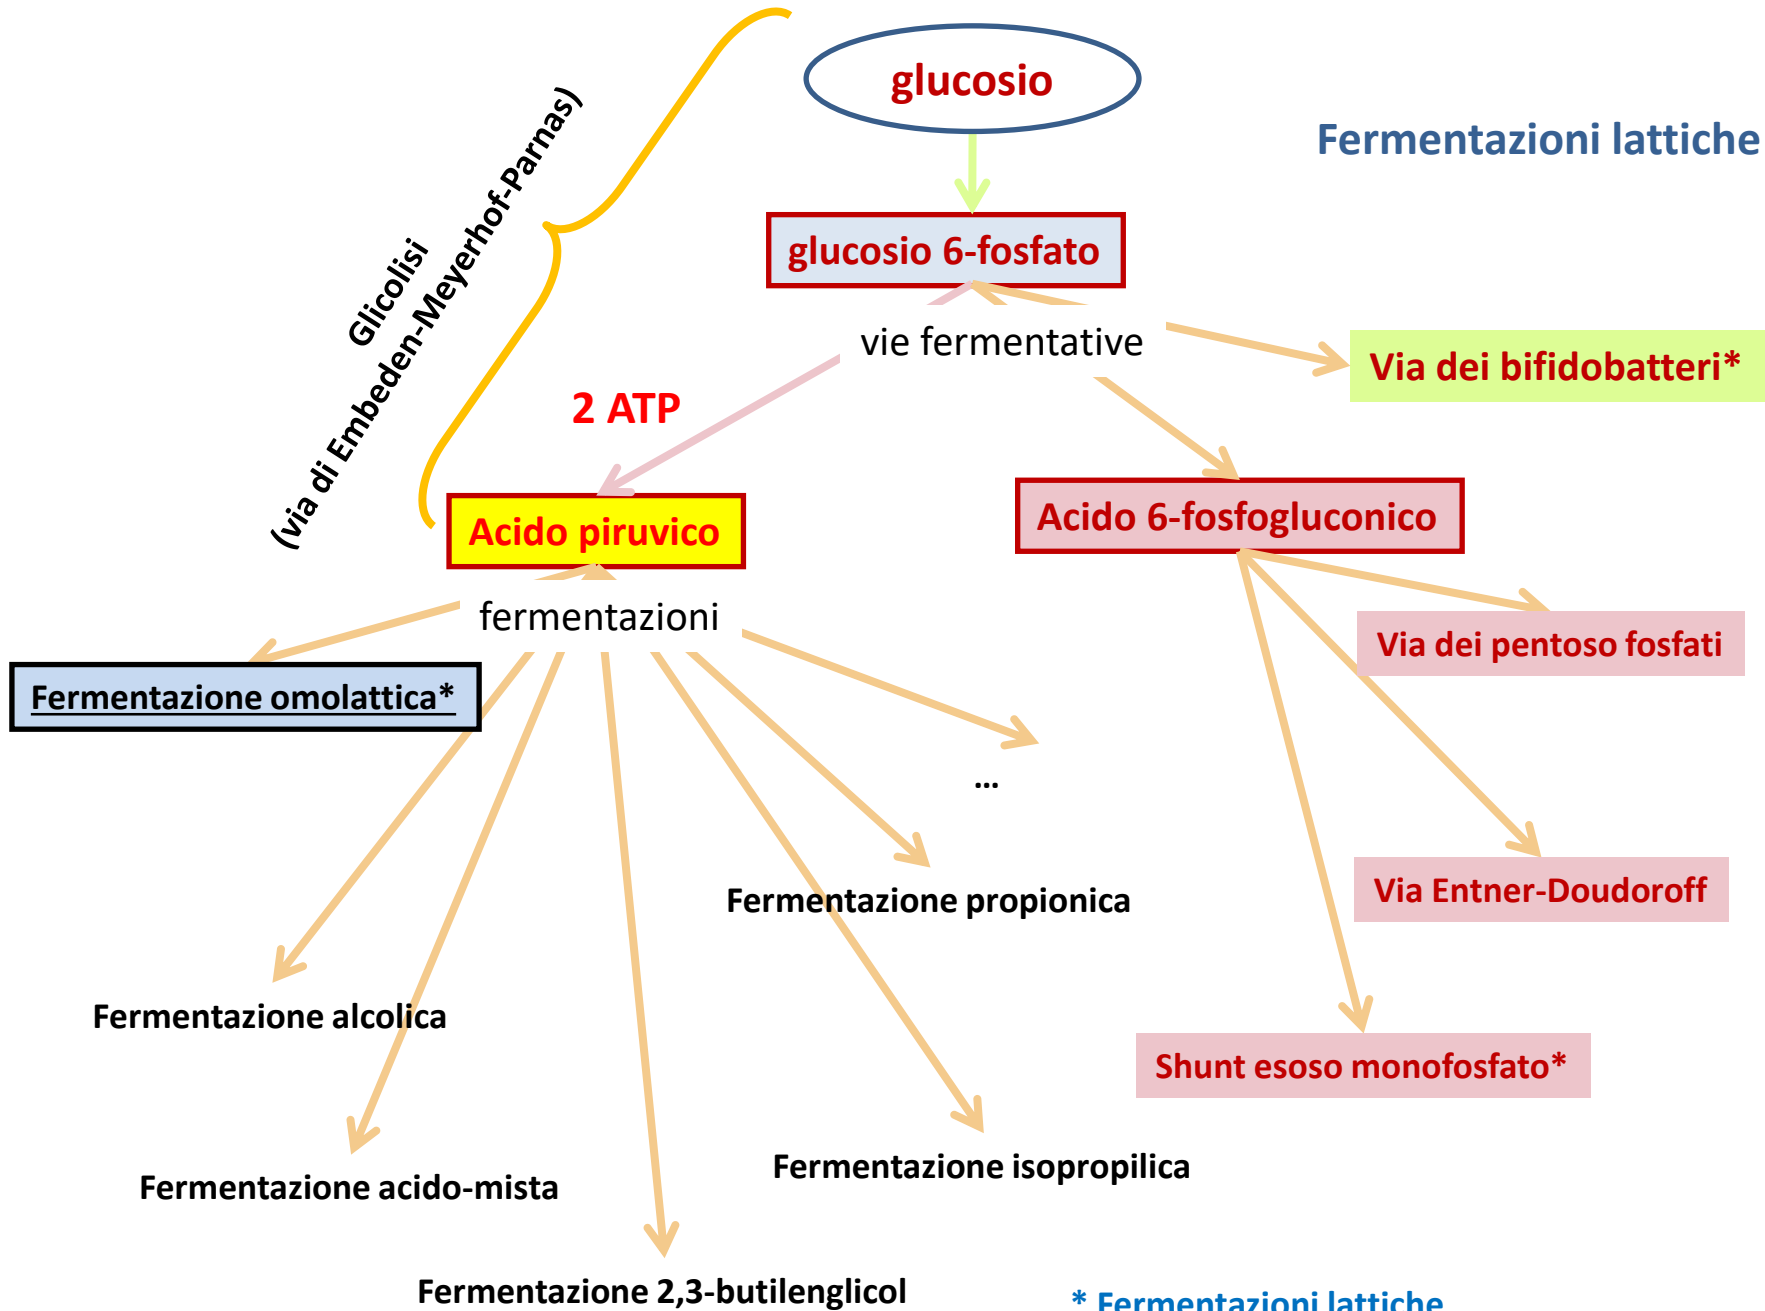 glucosio
Fermentazioni lattiche
Glicolisi
(via di Embeden-Meyerhof-Parnas)
glucosio 6-fosfato
vie fermentative
Via dei bifidobatteri*
2 ATP
Acido piruvico
Acido 6-fosfogluconico
fermentazioni
Via dei pentoso fosfati
Fermentazione omolattica*
...
Fermentazione propionica
Via Entner-Doudoroff
Fermentazione alcolica
Shunt esoso monofosfato*
Fermentazione isopropilica
Fermentazione acido-mista
Fermentazione 2,3-butilenglicol
* Fermentazioni lattiche